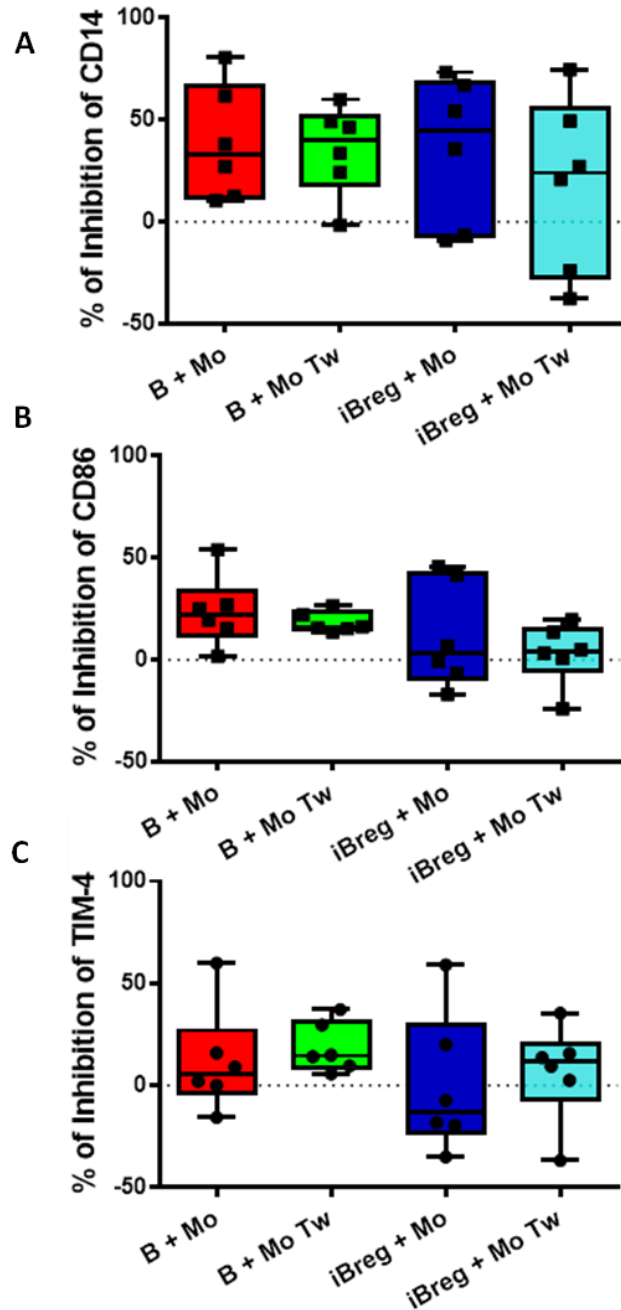 A
% of Inhibition of CD14
100
50
0
-50
B + Mo
B + Mo Tw
iBreg + Mo
iBreg + Mo Tw
B
% of Inhibition of CD86
100
50
0
-50
B + Mo
B + Mo Tw
iBreg + Mo
iBreg + Mo Tw
C
% of Inhibition of TIM-4
100
50
0
-50
B + Mo
B + Mo Tw
iBreg + Mo
iBreg + Mo Tw